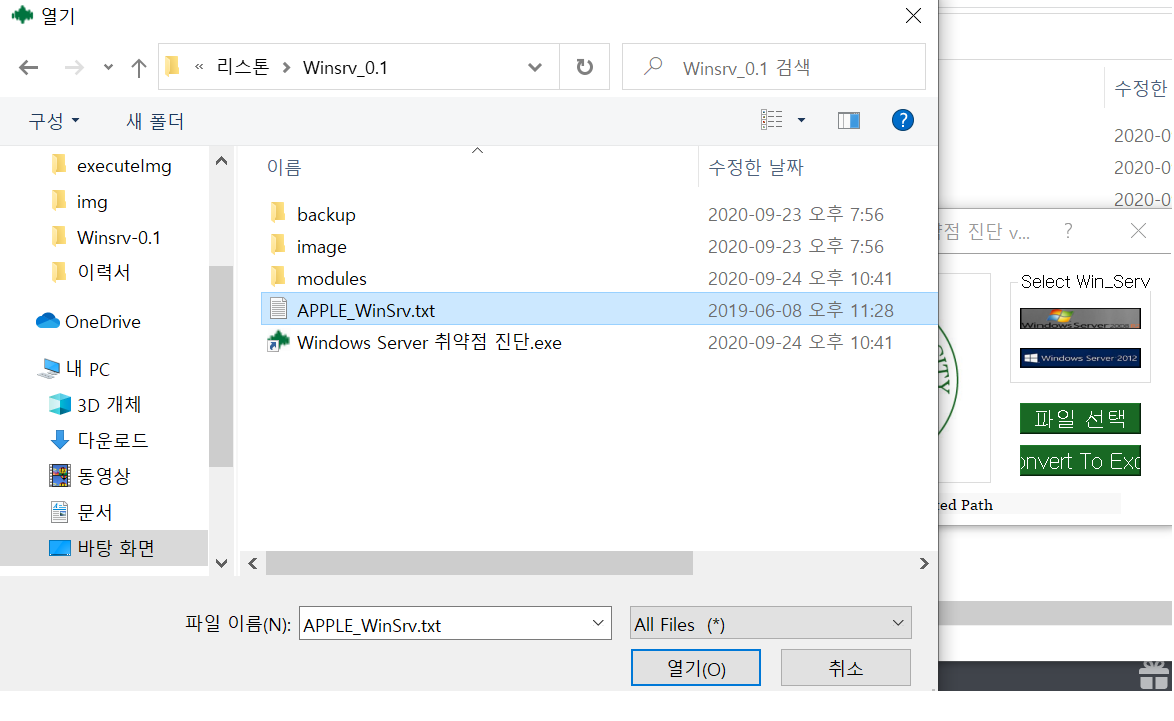 열기
« 리스톤 > Winsrv_0.1
Winsrv_0.1 검색
구성
새 폴더
?
executeImg
img
Winsrv-0.1
이력서
OneDrive
내 PC
3D 개체
다운로드
동영상
문서
바탕 화면
이름 수정한 날짜
backup 2020-09-23 오후 7:56
image 2020-09-23 오후 7:56
modules 2020-09-24 오후 10:41
APPLE_WinSrv.txt 2019-06-08 오후 11:28
Windows Server 취약점 진단.exe 2020-09-24 오후 10:41
파일 이름(N): APPLE_WinSrv.txt
All Files (*)
열기(O) 취소
수정한
2020-0
2020-0
2020-0
점 진단 v... ?
Select Win_Serv
Windows Server 2008
Windows Server 2012
SITY
파일 선택
onvert To Exc
ted Path